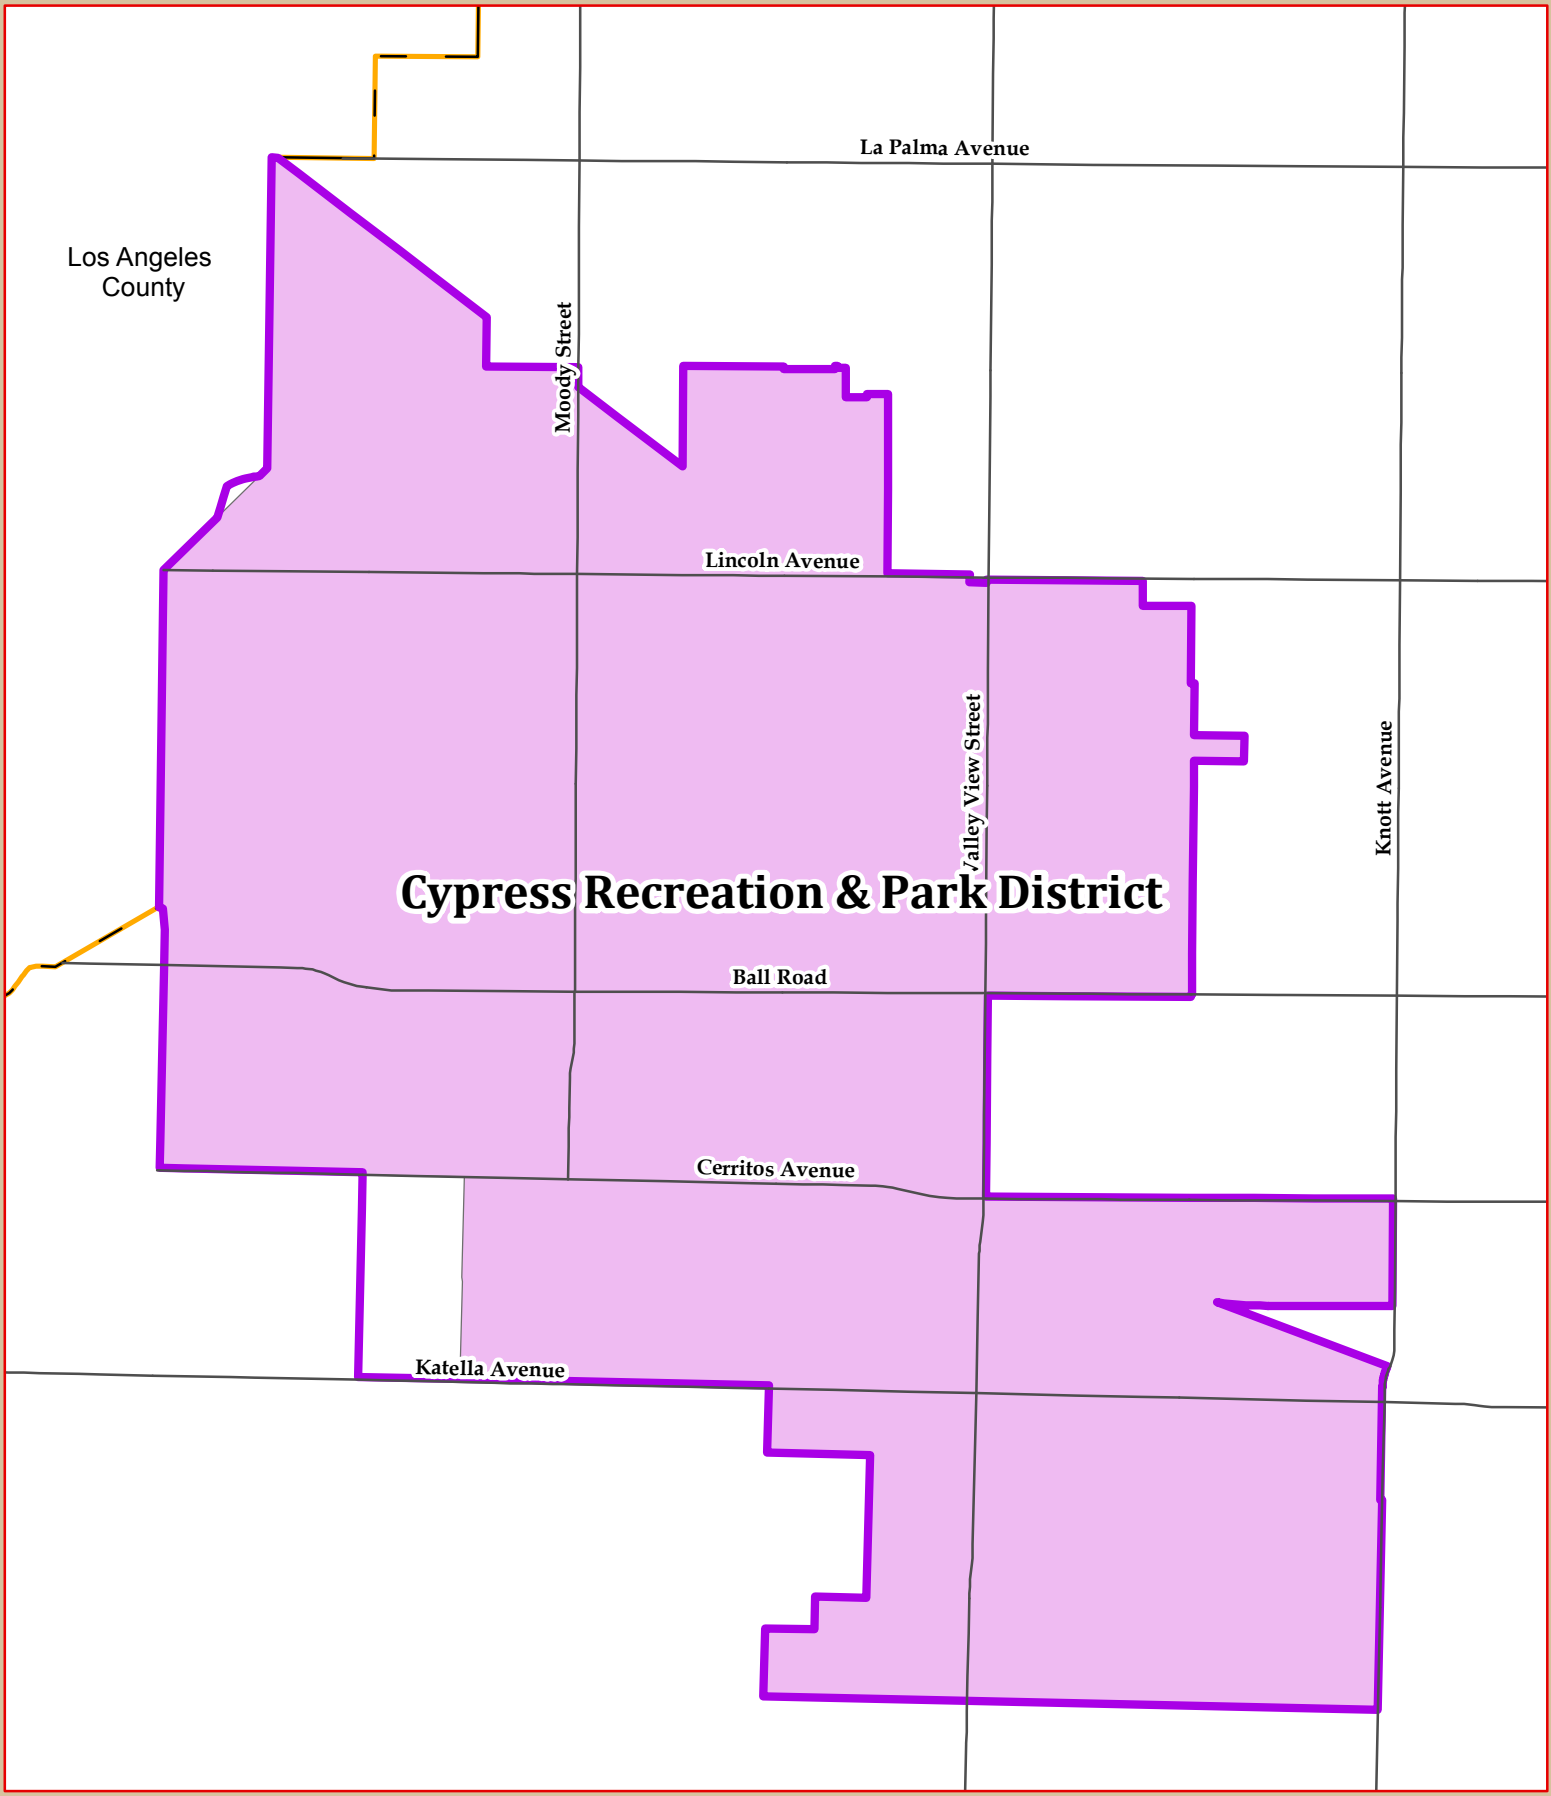 La Palma Avenue
Los Angeles
County
Moody Street
Lincoln Avenue
Valley View Street
Knott Avenue
Cypress Recreation & Park District
Ball Road
Cerritos Avenue
Katella Avenue